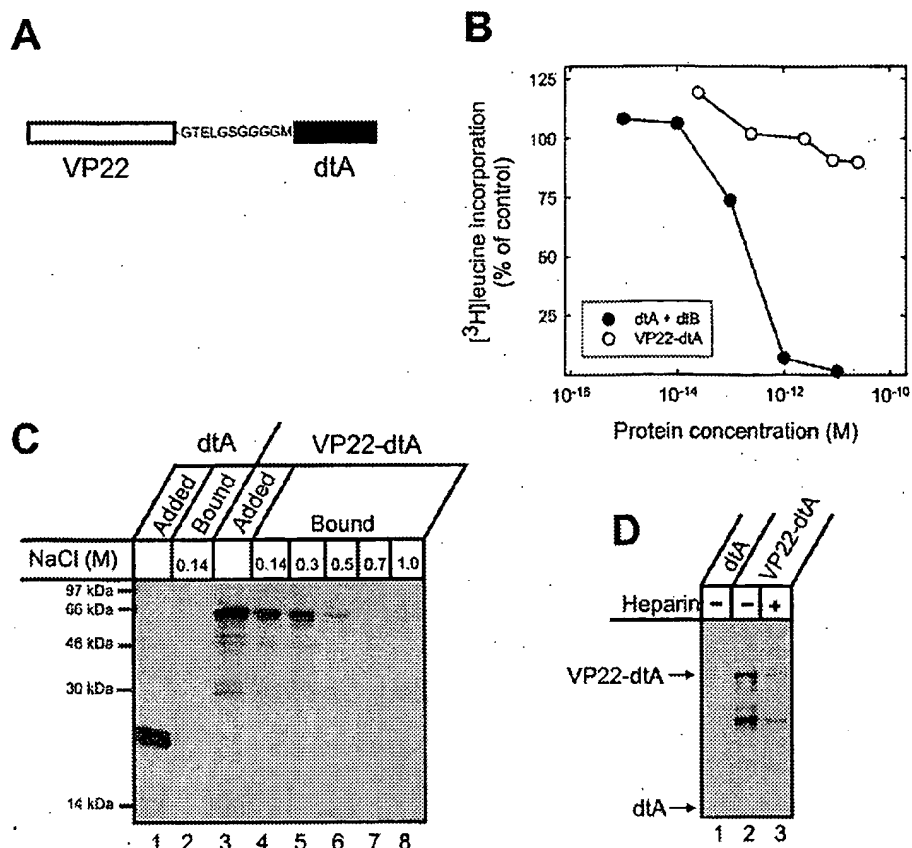 A
GTELGSGGGGM
VP22
dtA
B
125
100
75
50
25
[³H]leucine incorporation
(% of control)
dtA + dtB
VP22-dtA
10⁻¹⁶
10⁻¹⁴
10⁻¹²
10⁻¹⁰
Protein concentration (M)
C
dtA
VP22-dtA
Added
Bound
Added
Bound
NaCl (M)
0.14
0.14
0.3
0.5
0.7
1.0
97 kDa
66 kDa
46 kDa
30 kDa
14 kDa
1 2 3 4 5 6 7 8
D
dtA
VP22-dtA
Heparin
− − +
VP22-dtA →
dtA →
1 2 3